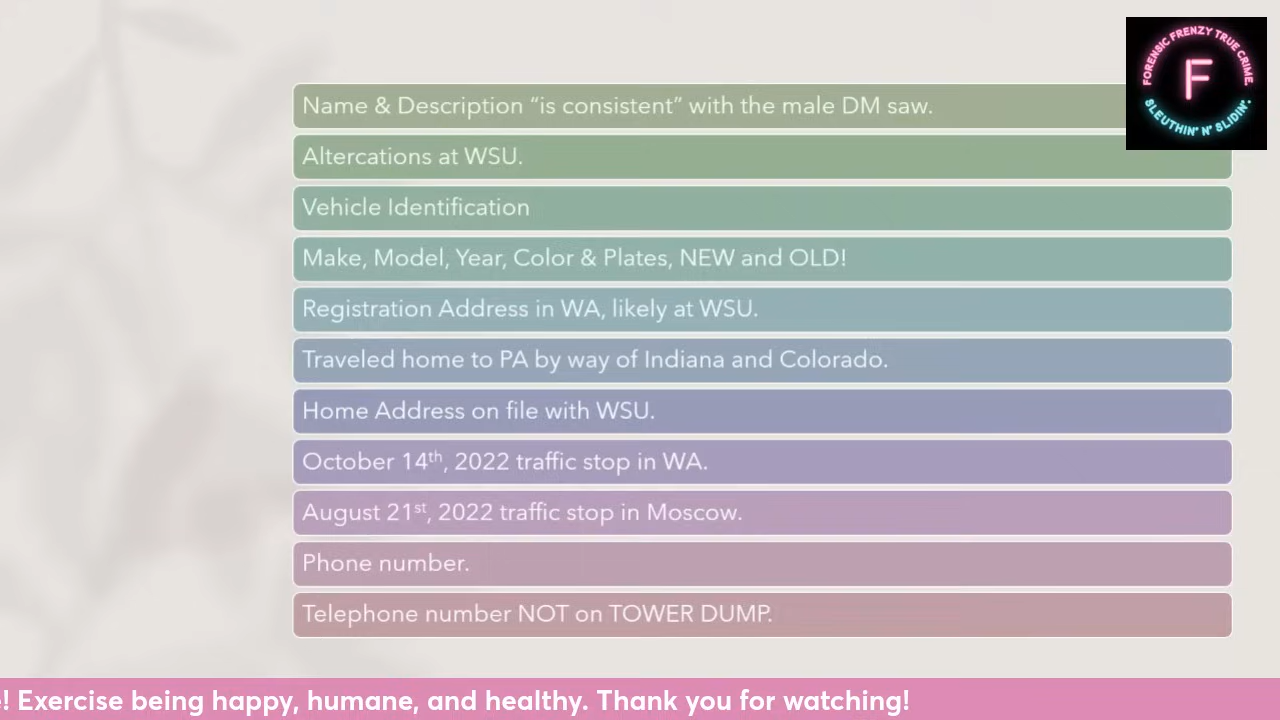 FORENSIC FRENZY TRUE CRIME.
F
SLEUTHIN' N' SLIDIN'.
Name & Description “is consistent” with the male DM saw.
Altercations at WSU.
Vehicle Identification
Make, Model, Year, Color & Plates, NEW and OLD!
Registration Address in WA, likely at WSU.
Traveled home to PA by way of Indiana and Colorado.
Home Address on file with WSU.
October 14th, 2022 traffic stop in WA.
August 21st, 2022 traffic stop in Moscow.
Phone number.
Telephone number NOT on TOWER DUMP.
! Exercise being happy, humane, and healthy. Thank you for watching!